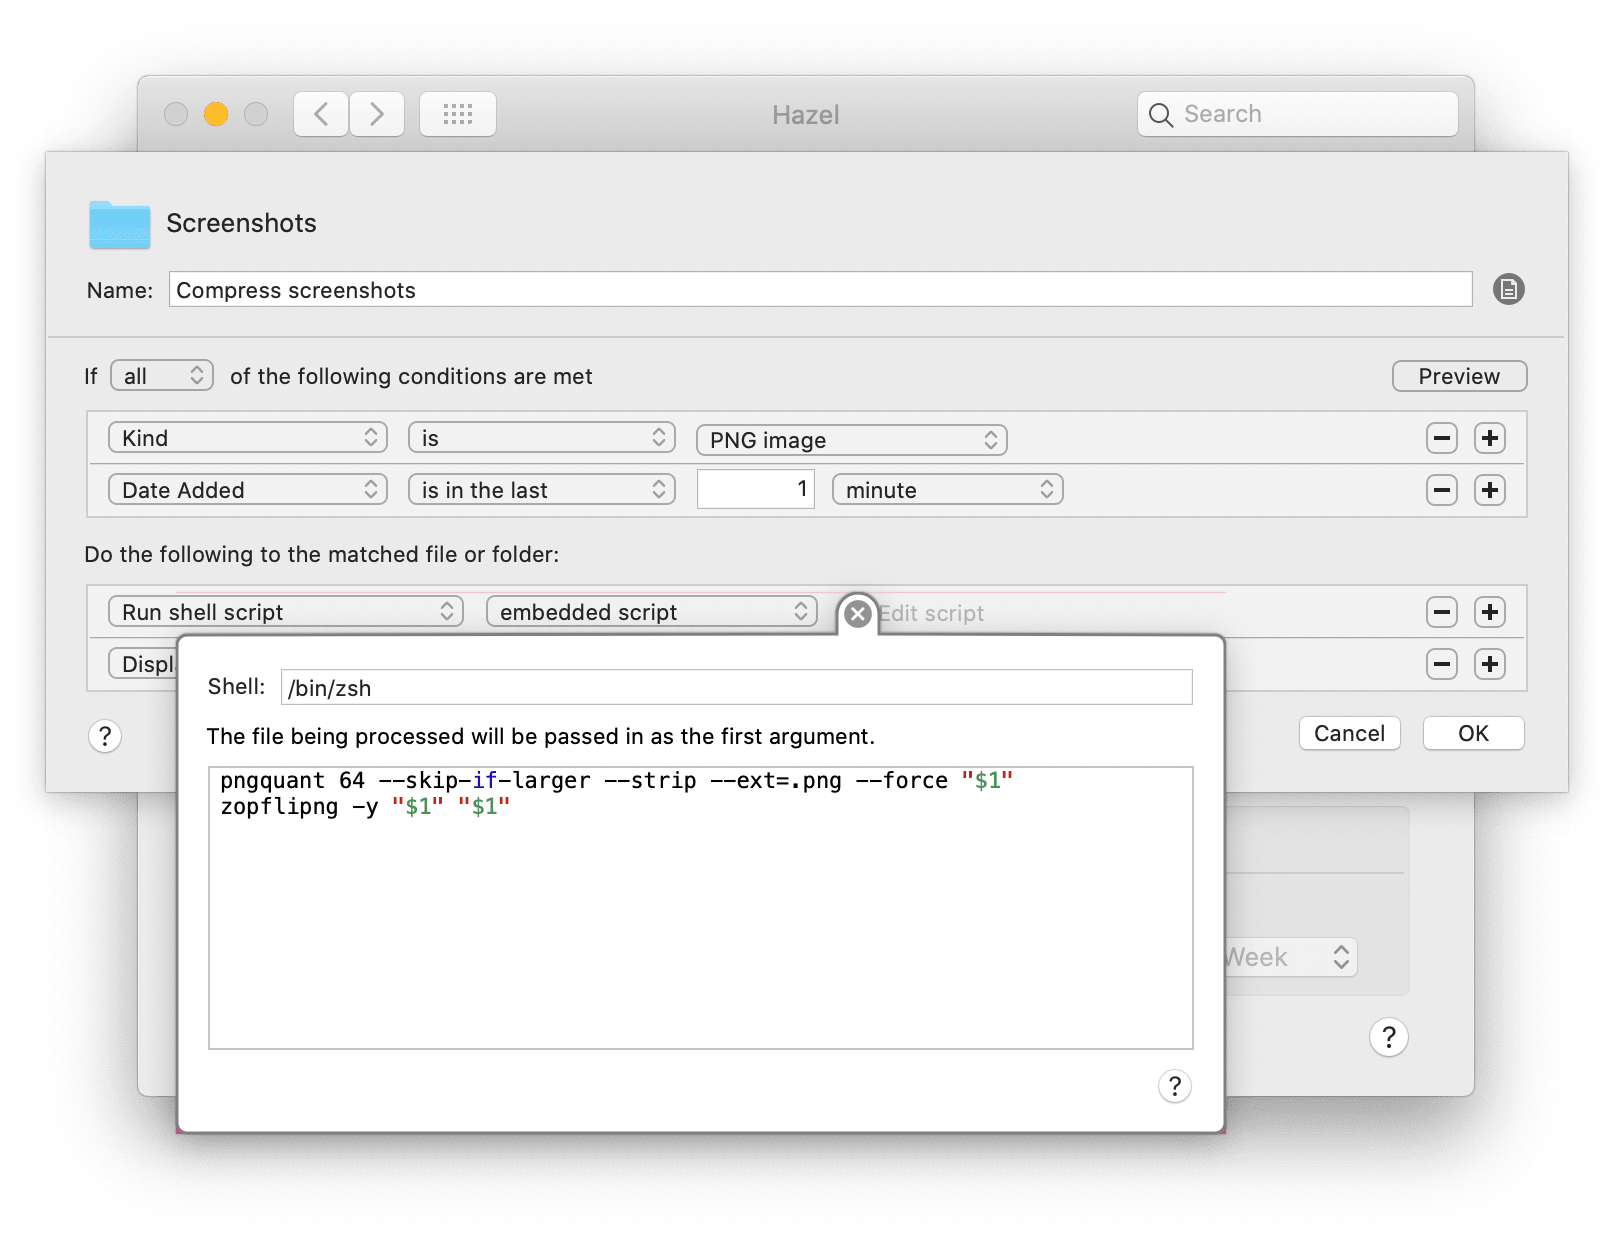 Hazel
Search
Screenshots
Name: Compress screenshots
If all of the following conditions are met
Preview
Kind is PNG image
Date Added is in the last 1 minute
Do the following to the matched file or folder:
Run shell script embedded script Edit script
Displ
Shell: /bin/zsh
The file being processed will be passed in as the first argument.
pngquant 64 --skip-if-larger --strip --ext=.png --force "$1"
zopflipng -y "$1" "$1"
?
Cancel
OK
Week
?
?